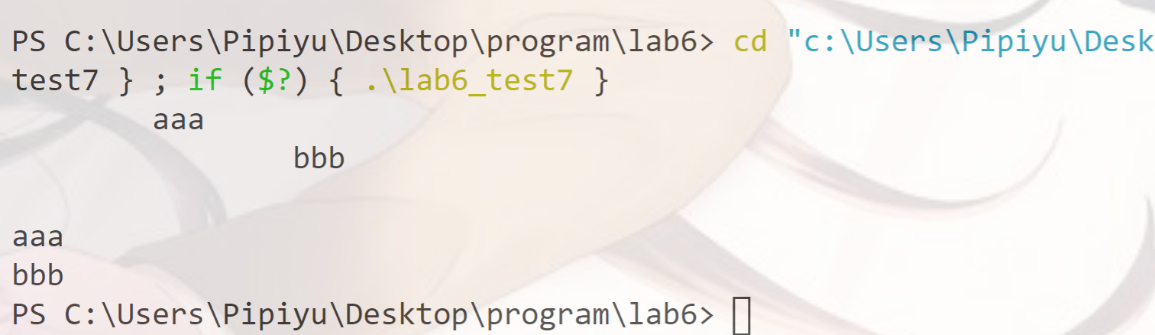 PS C:\Users\Pipiyu\Desktop\program\lab6> cd "c:\Users\Pipiyu\Desk
test7 } ; if ($?) { .\lab6_test7 }
aaa
bbb
aaa
bbb
PS C:\Users\Pipiyu\Desktop\program\lab6>